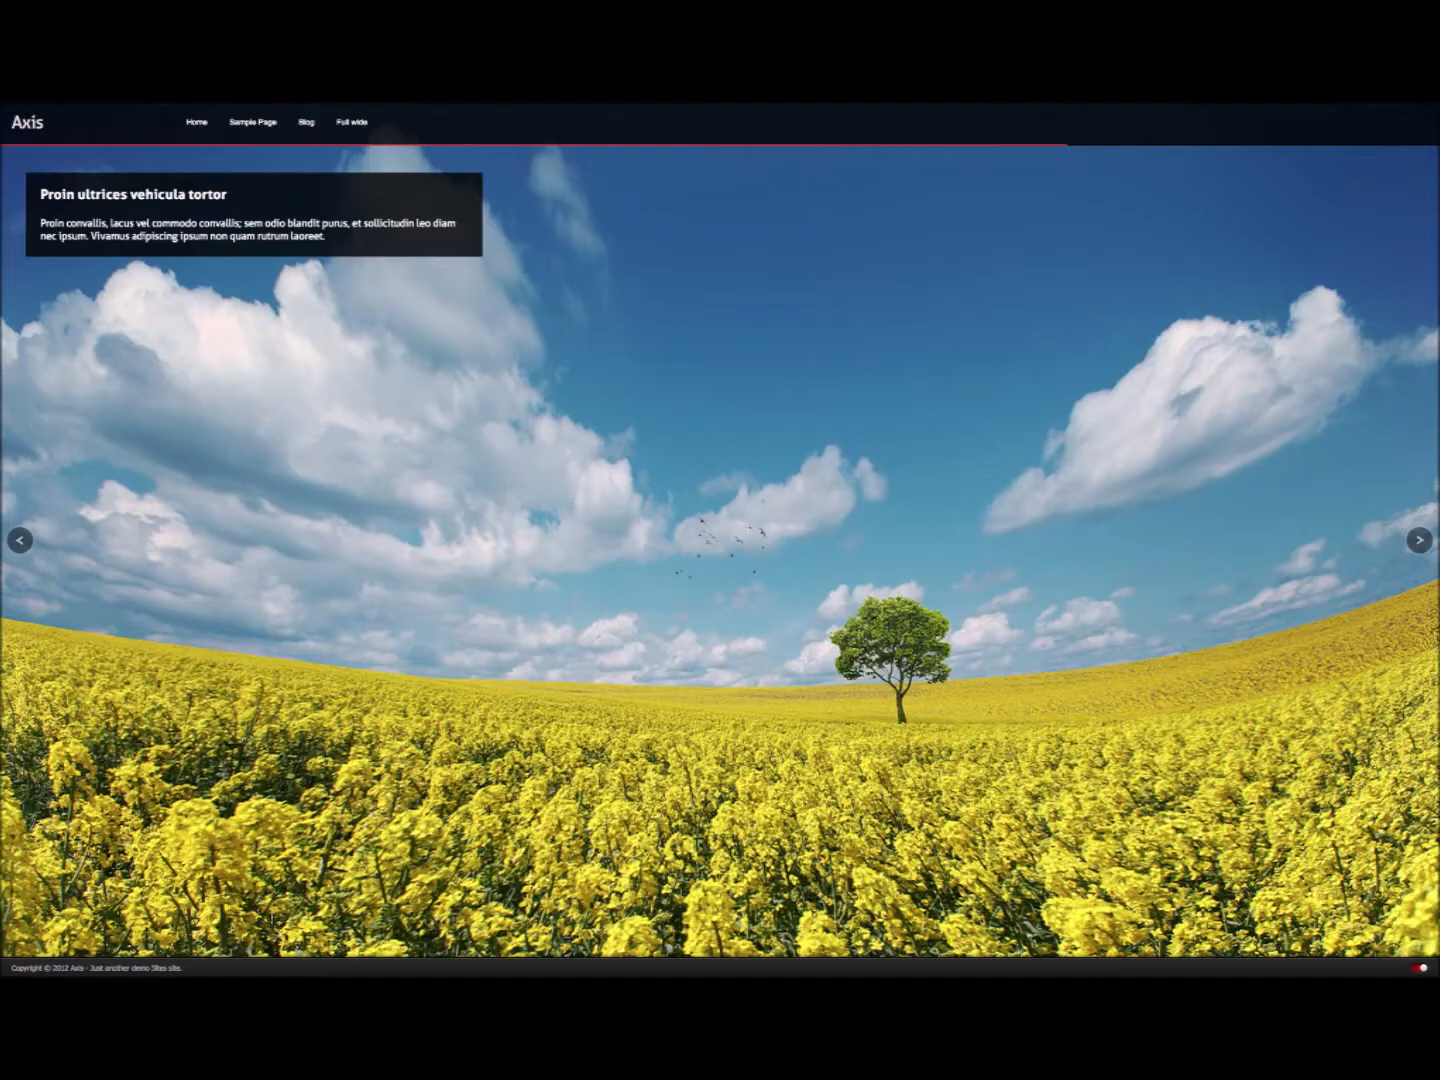 Axis
Home Sample Page Blog Full wide
Proin ultrices vehicula tortor
Proin convallis, lacus vel commodo convallis; sem odio blandit purus, et sollicitudin leo diam
nec ipsum. Vivamus adipiscing ipsum non quam rutrum laoreet.
< >
Copyright © 2012 Axis - Just another demo Sites site.